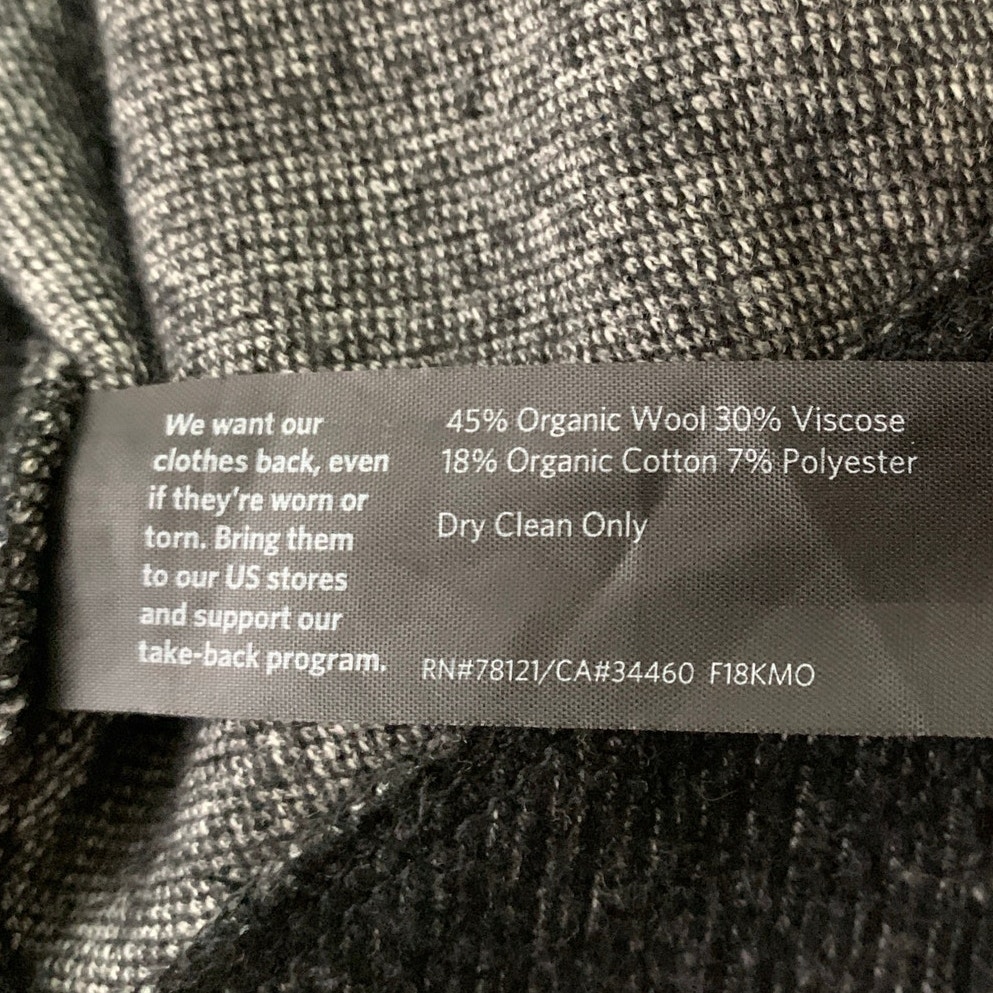 We want our
clothes back, even
if they're worn or
torn. Bring them
to our US stores
and support our
take-back program.
45% Organic Wool 30% Viscose
18% Organic Cotton 7% Polyester
Dry Clean Only
RN#78121/CA#34460 F18KMO